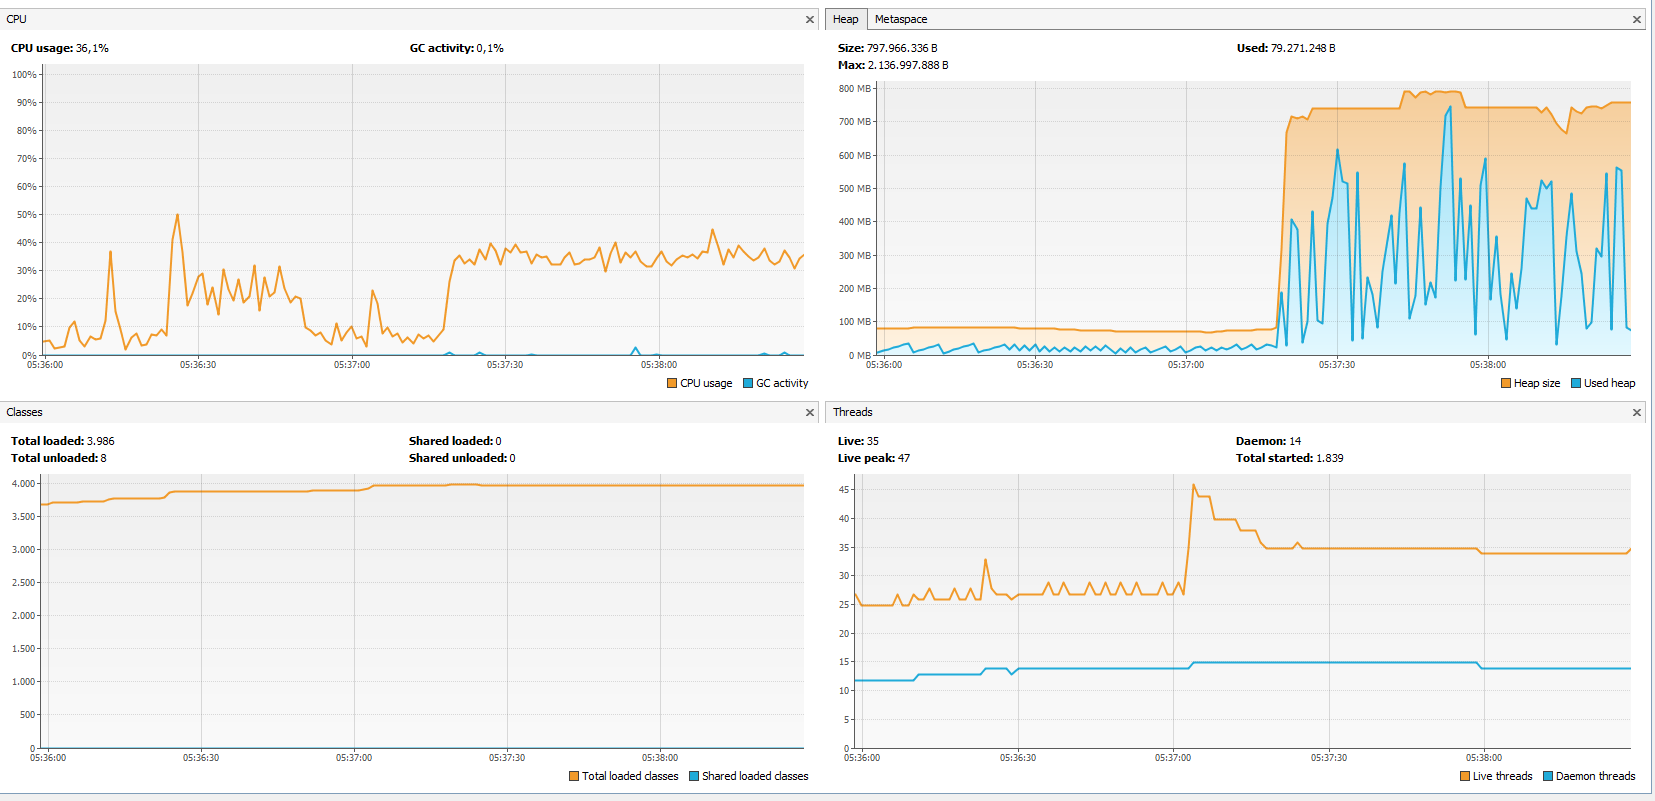 CPU
CPU usage: 36,1% GC activity: 0,1%
100%
90%
80%
70%
60%
50%
40%
30%
20%
10%
0%
05:36:00 05:36:30 05:37:00 05:37:30 05:38:00
CPU usage GC activity
Heap Metaspace
Size: 797.966.336 B Used: 79.271.248 B
Max: 2.136.997.888 B
800 MB
700 MB
600 MB
500 MB
400 MB
300 MB
200 MB
100 MB
0 MB
05:36:00 05:36:30 05:37:00 05:37:30 05:38:00
Heap size Used heap
Classes
Total loaded: 3.986 Shared loaded: 0
Total unloaded: 8 Shared unloaded: 0
4.000
3.500
3.000
2.500
2.000
1.500
1.000
500
0
05:36:00 05:36:30 05:37:00 05:37:30 05:38:00
Total loaded classes Shared loaded classes
Threads
Live: 35 Daemon: 14
Live peak: 47 Total started: 1.839
45
40
35
30
25
20
15
10
5
0
05:36:00 05:36:30 05:37:00 05:37:30 05:38:00
Live threads Daemon threads